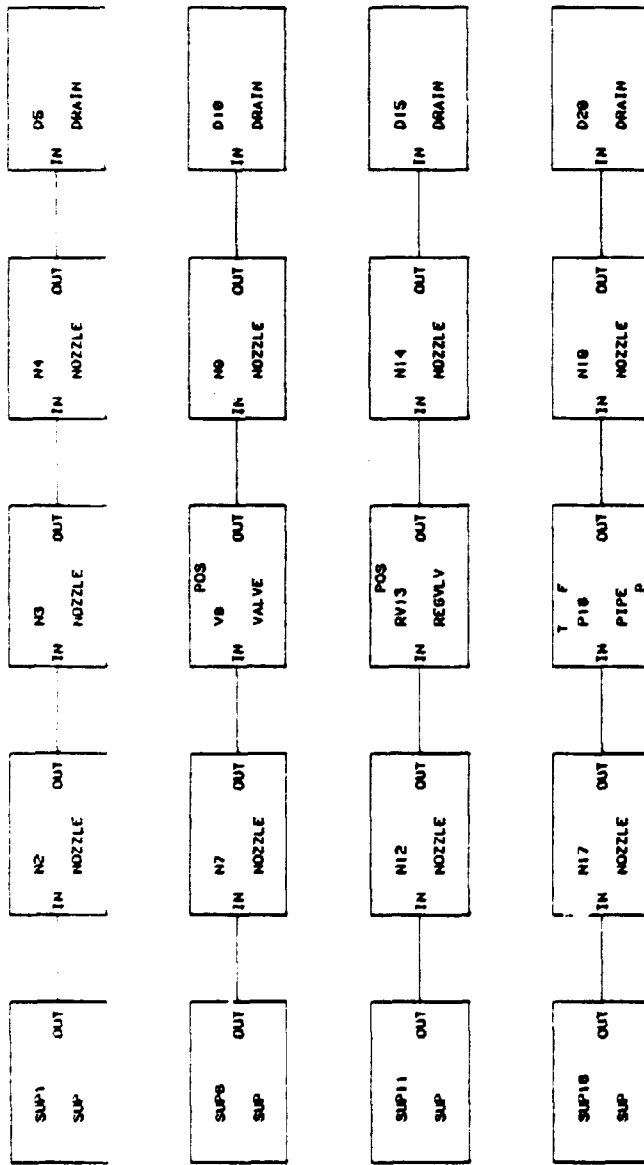 SUP1
OUT
SUP
N2
IN
OUT
NOZZLE
N3
IN
OUT
NOZZLE
N4
IN
OUT
NOZZLE
D5
IN
DRAIN
SUP6
OUT
SUP
N7
IN
OUT
NOZZLE
POS
V8
IN
OUT
VALVE
N9
IN
OUT
NOZZLE
D10
IN
DRAIN
SUP11
OUT
SUP
N12
IN
OUT
NOZZLE
POS
RV13
IN
OUT
REGVLV
N14
IN
OUT
NOZZLE
D15
IN
DRAIN
SUP16
OUT
SUP
N17
IN
OUT
NOZZLE
T F
P18
IN
OUT
PIPE
P
N19
IN
OUT
NOZZLE
D20
IN
DRAIN